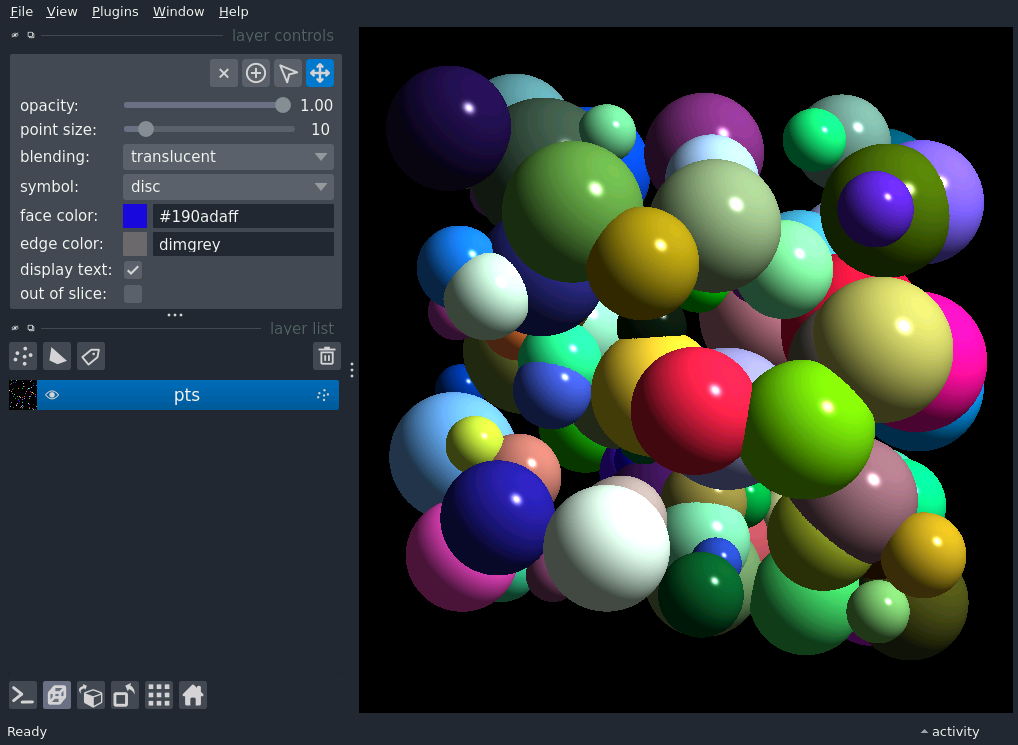 File View Plugins Window Help
layer controls
opacity: 1.00
point size: 10
blending: translucent
symbol: disc
face color: #190adaff
edge color: dimgrey
display text:
out of slice:
layer list
pts
Ready activity